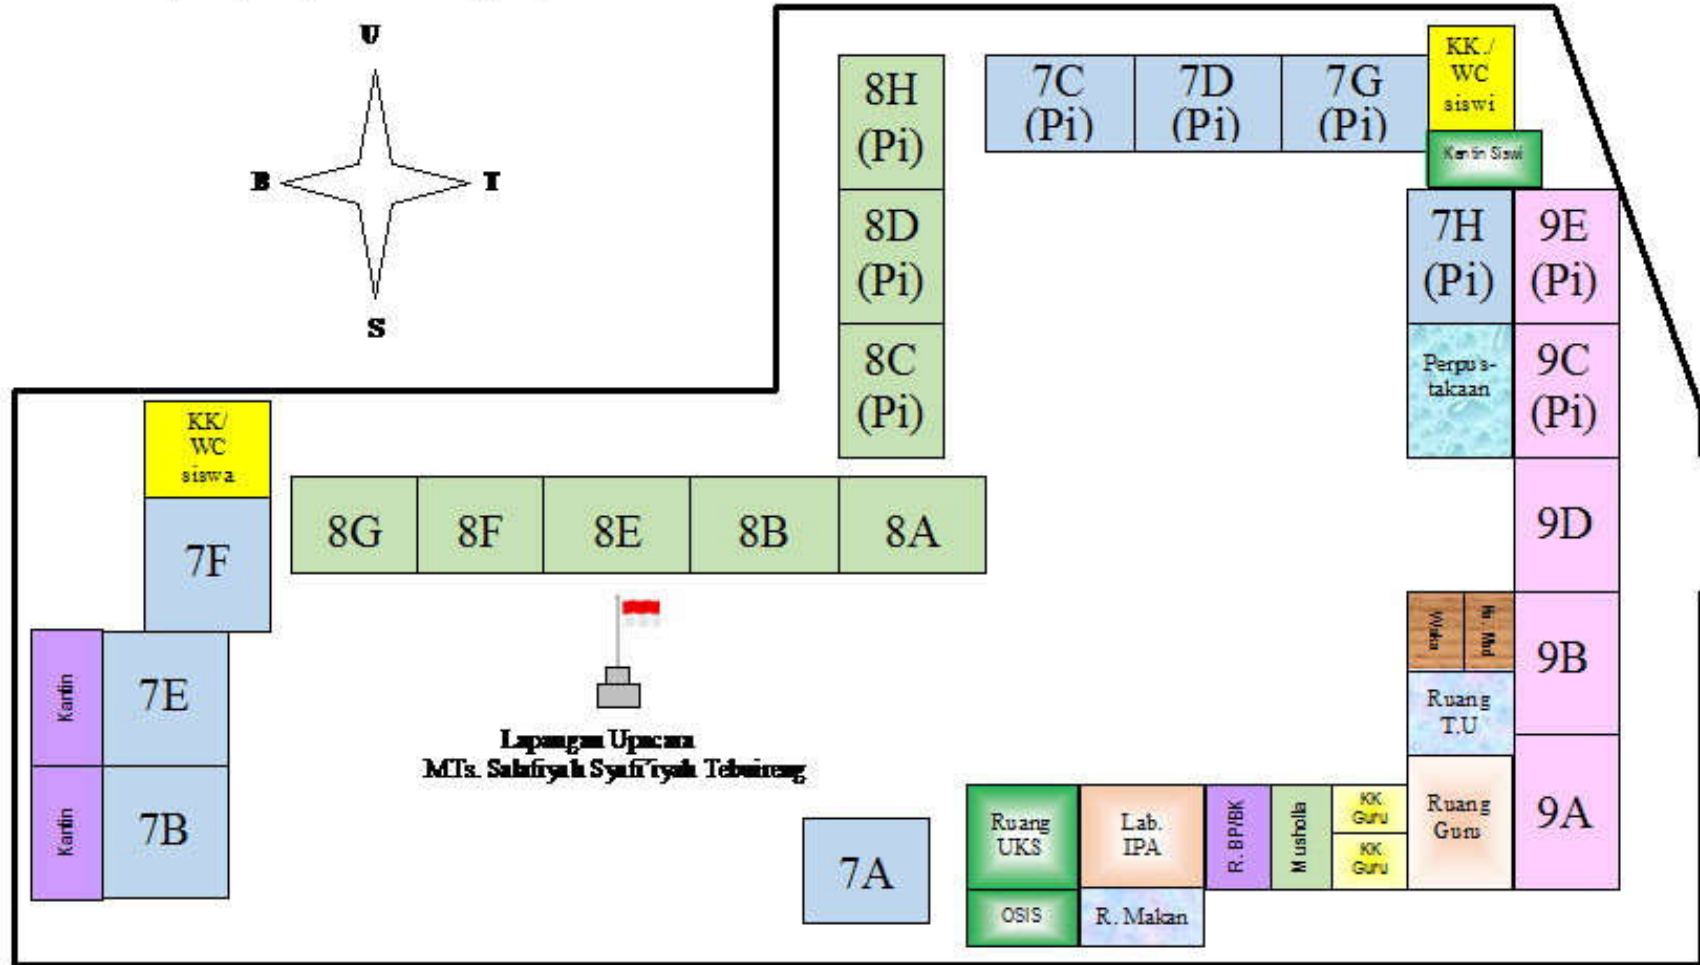 U
B
T
S
8H
(Pi)
7C
(Pi)
7D
(Pi)
7G
(Pi)
KK./
WC
siswi
Kantin Siswi
8D
(Pi)
7H
(Pi)
9E
(Pi)
8C
(Pi)
Perpus-
takaan
9C
(Pi)
KK/
WC
siswa
7F
8G
8F
8E
8B
8A
9D
Kantin
7E
Waka
9B
Ruang
T.U
Lapangan Upacara
MTs. Salafiyah Syafi'iyah Tebuireng
Kantin
7B
7A
Ruang
UKS
Lab.
IPA
R. BP/BK
Musholla
KK
Guru
KK
Guru
Ruang
Guru
9A
OSIS
R. Makan